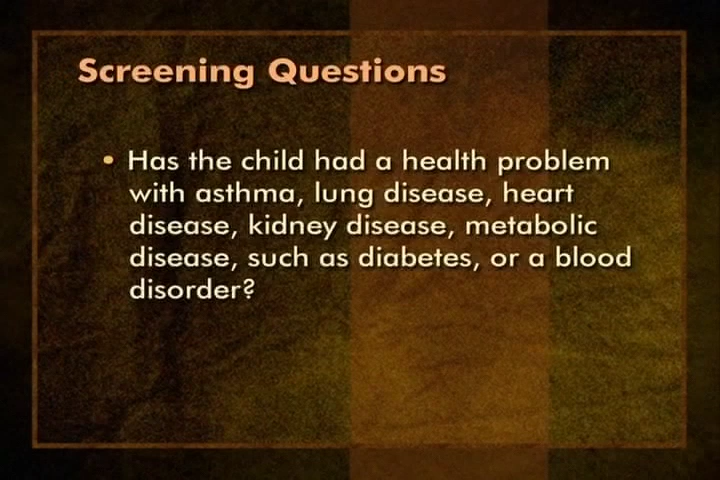 Screening Questions
• Has the child had a health problem
with asthma, lung disease, heart
disease, kidney disease, metabolic
disease, such as diabetes, or a blood
disorder?